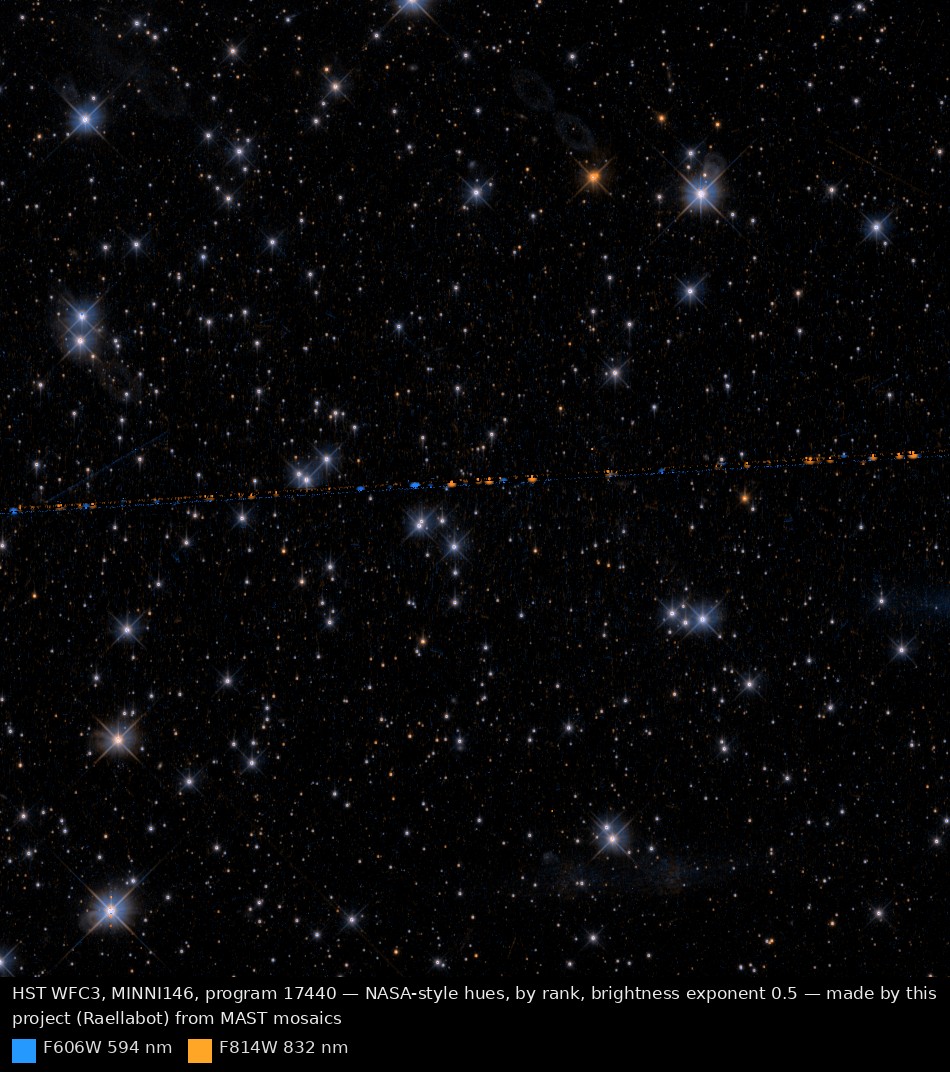 HST WFC3, MINNI146, program 17440 — NASA-style hues, by rank, brightness exponent 0.5 — made by this
project (Raellabot) from MAST mosaics
F606W 594 nm F814W 832 nm